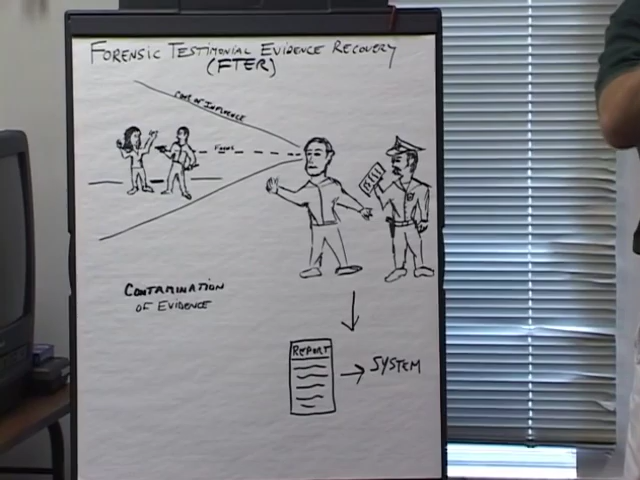 FORENSIC TESTIMONIAL EVIDENCE RECOVERY
(FTER)
CONE OF INFLUENCE
FOCUS
CONTAMINATION
OF EVIDENCE
REPORT
SYSTEM